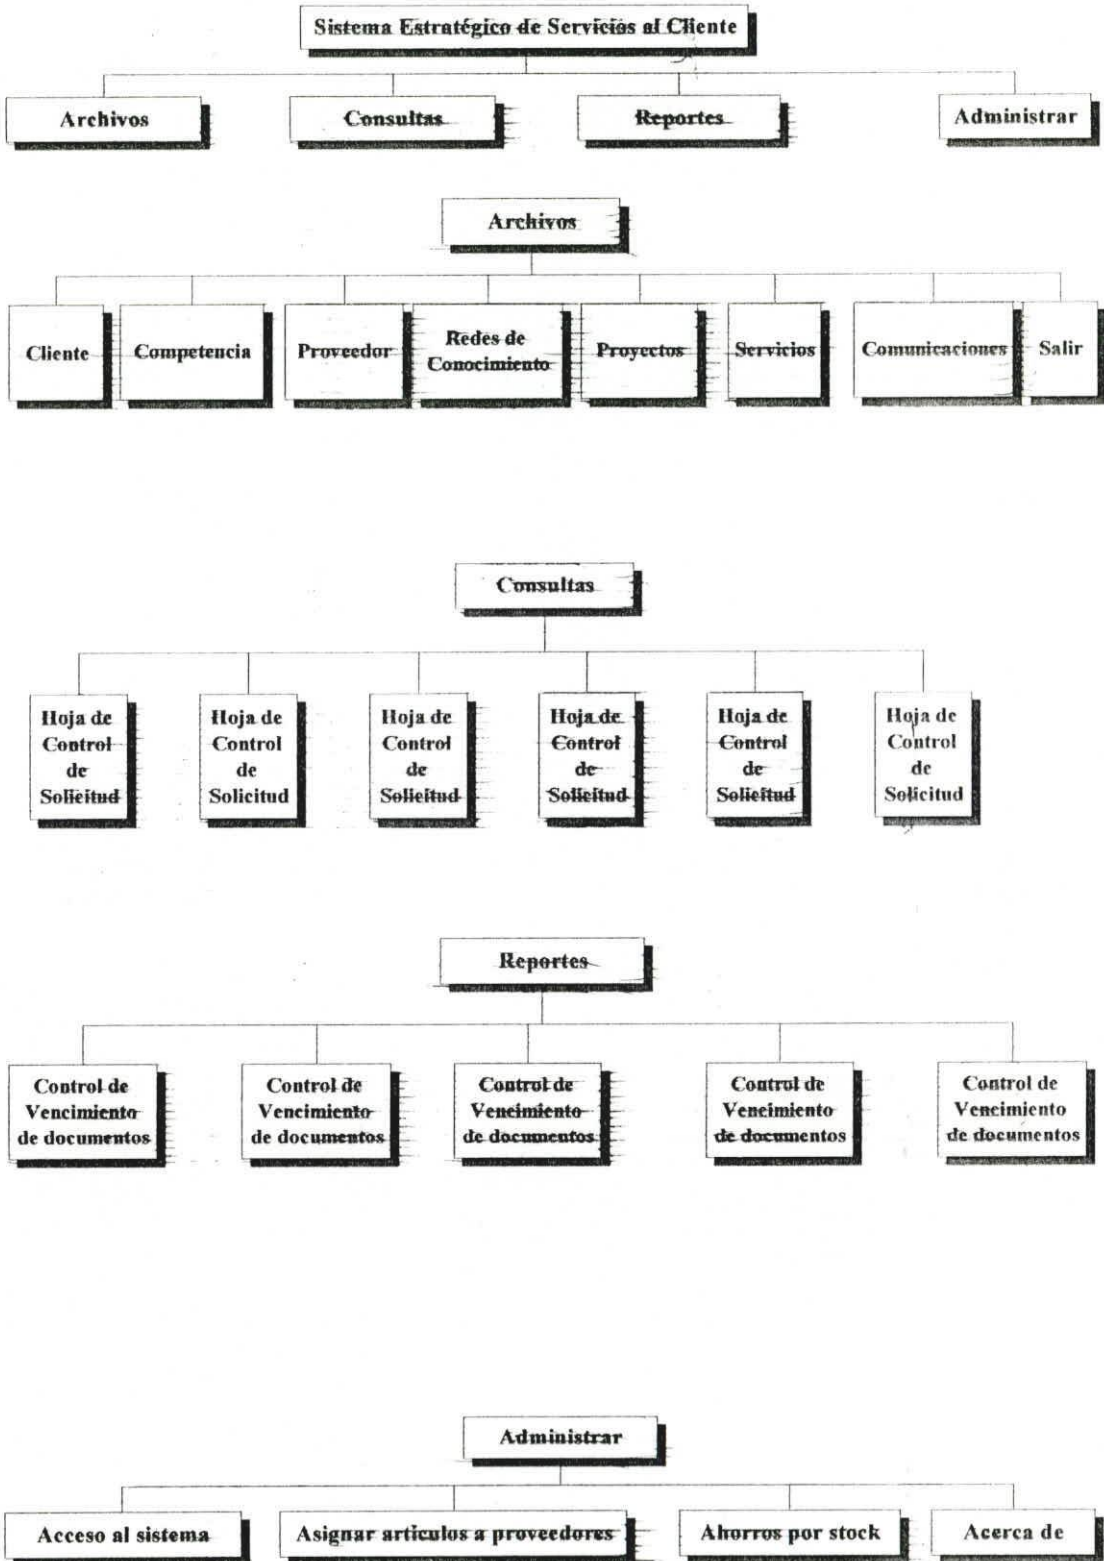 Sistema Estratégico de Servicios al Cliente
Archivos Consultas Reportes Administrar
Archivos
Cliente Competencia Proveedor Redes de Conocimiento Proyectos Servicios Comunicaciones Salir
Consultas
Hoja de Control de Solicitud
Hoja de Control de Solicitud
Hoja de Control de Solicitud
Hoja de Control de Solicitud
Hoja de Control de Solicitud
Hoja de Control de Solicitud
Reportes
Control de Vencimiento de documentos
Control de Vencimiento de documentos
Control de Vencimiento de documentos
Control de Vencimiento de documentos
Control de Vencimiento de documentos
Administrar
Acceso al sistema Asignar articulos a proveedores Ahorros por stock Acerca de